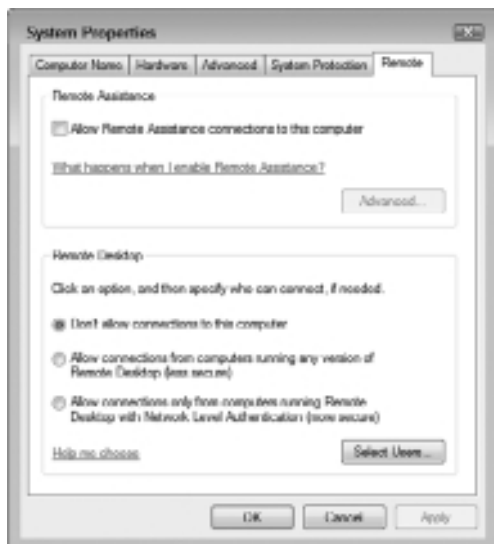 System Properties
Computer Name Hardware Advanced System Protection Remote
Remote Assistance
Allow Remote Assistance connections to this computer
What happens when I enable Remote Assistance?
Advanced...
Remote Desktop
Click an option, and then specify who can connect, if needed.
Don't allow connections to this computer
Allow connections from computers running any version of
Remote Desktop (less secure)
Allow connections only from computers running Remote
Desktop with Network Level Authentication (more secure)
Help me choose
Select Users...
OK Cancel Apply